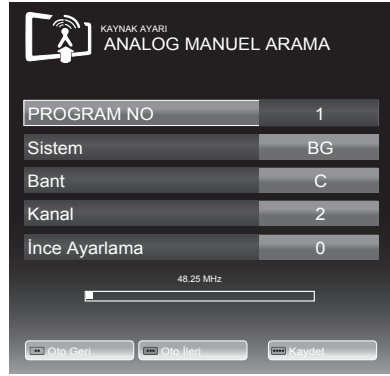 KAYNAK AYARI
ANALOG MANUEL ARAMA
PROGRAM NO 1
Sistem BG
Bant C
Kanal 2
İnce Ayarlama 0
48.25 MHz
Oto Geri Oto İleri Kaydet